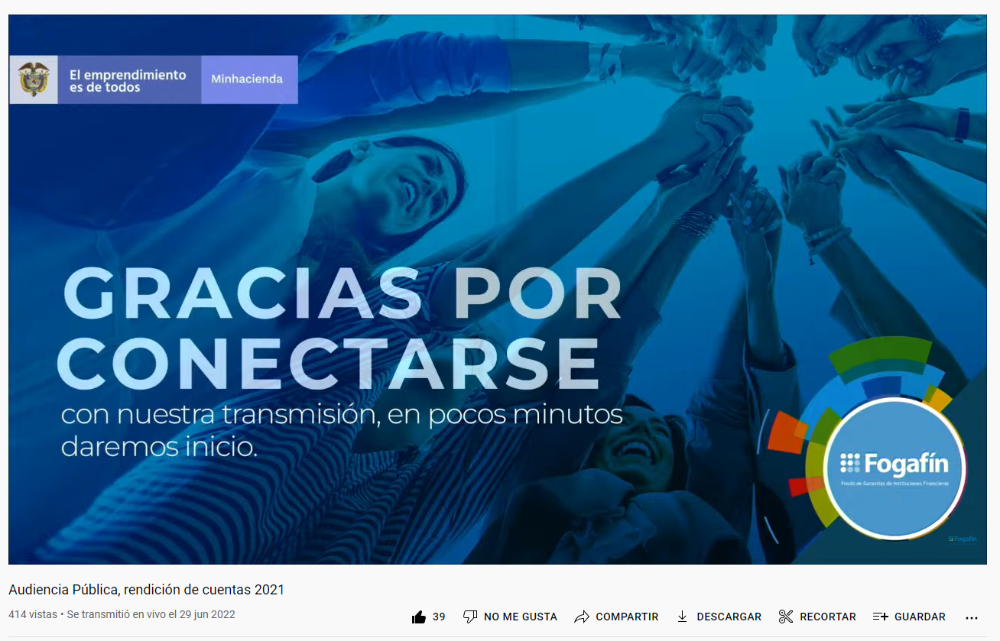 El emprendimiento
es de todos
Minhacienda
GRACIAS POR
CONECTARSE
con nuestra transmisión, en pocos minutos
daremos inicio.
Fogafín
Fondo de Garantías de Instituciones Financieras
Fogafín
Audiencia Pública, rendición de cuentas 2021
414 vistas • Se transmitió en vivo el 29 jun 2022
39 NO ME GUSTA COMPARTIR DESCARGAR RECORTAR GUARDAR ...